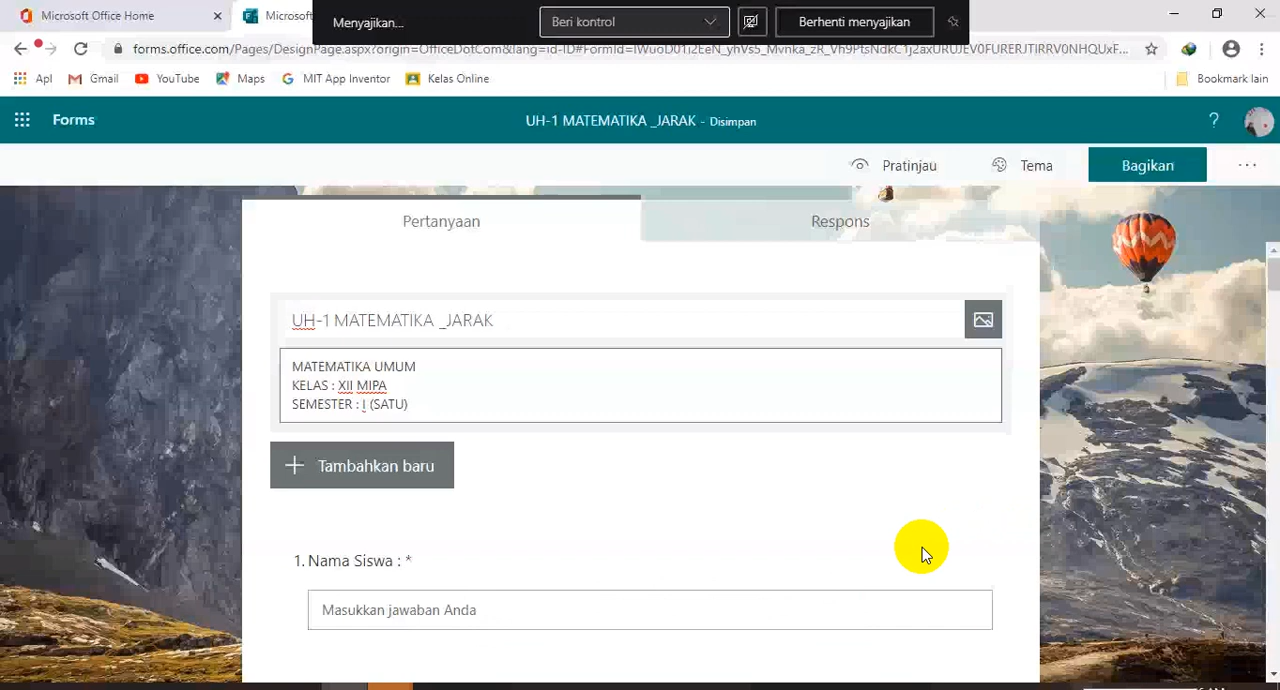 Microsoft Office Home
Microsoft
Menyajikan...
Beri kontrol
Berhenti menyajikan
Apl
Gmail
YouTube
Maps
MIT App Inventor
Kelas Online
Bookmark lain
Forms
UH-1 MATEMATIKA _JARAK - Disimpan
?
Pratinjau
Tema
Bagikan
...
Pertanyaan
Respons
UH-1 MATEMATIKA _JARAK
MATEMATIKA UMUM
KELAS : XII MIPA
SEMESTER : I (SATU)
Tambahkan baru
1. Nama Siswa : *
Masukkan jawaban Anda